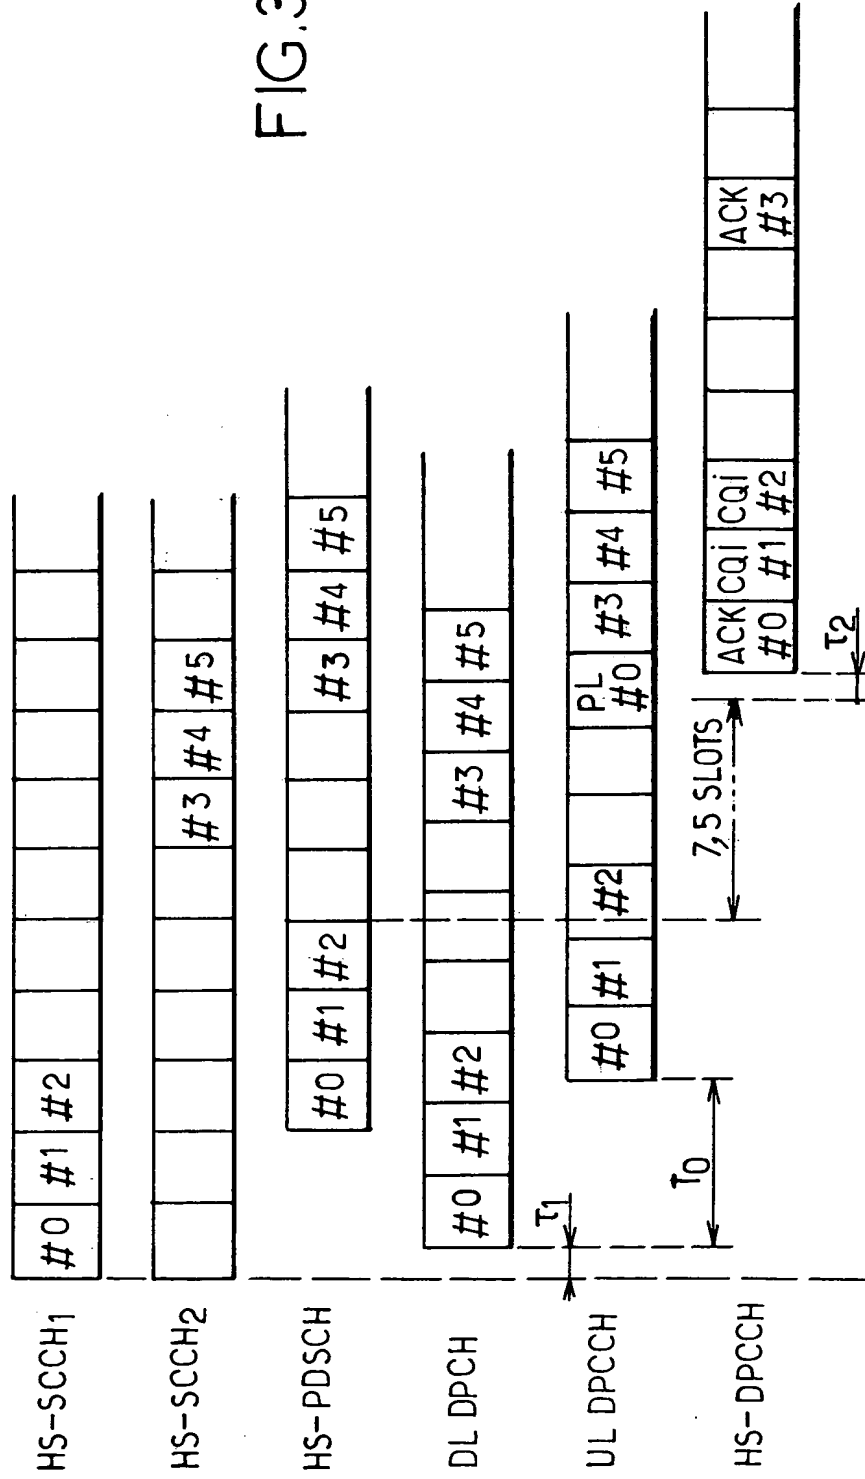 FIG.3
HS-SCCH1 #0 #1 #2
HS-SCCH2 #3 #4 #5
HS-PDSCH #0 #1 #2 #3 #4 #5
DL DPCH #0 #1 #2 #3 #4 #5
τ1
UL DPCCH #0 #1 #2 PL #0 #3 #4 #5
T0
7,5 SLOTS
HS-DPCCH ACK #0 CQi #1 CQi #2 ACK #3
τ2